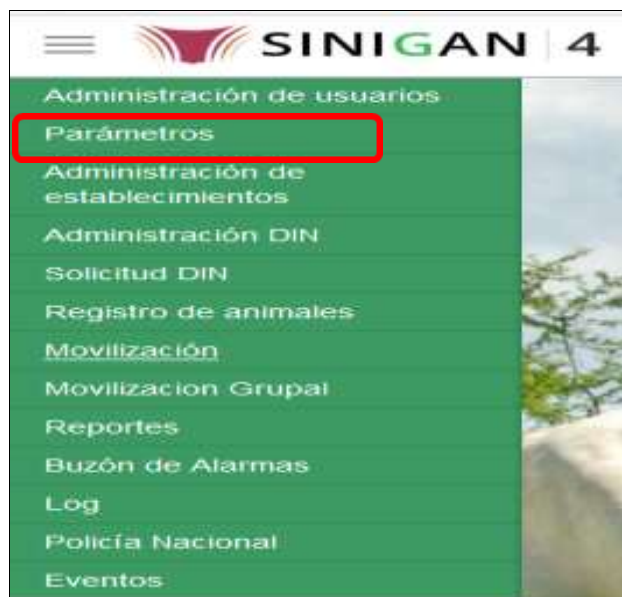 SINIGAN 4
Administración de usuarios
Parámetros
Administración de
establecimientos
Administración DIN
Solicitud DIN
Registro de animales
Movilización
Movilizacion Grupal
Reportes
Buzón de Alarmas
Log
Policía Nacional
Eventos